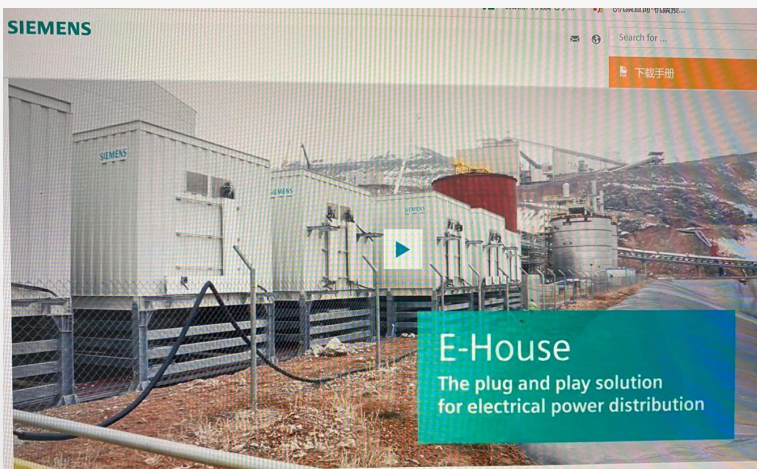 SIEMENS
Search for ...
下载手册
SIEMENS
SIEMENS
SIEMENS
E-House
The plug and play solution
for electrical power distribution